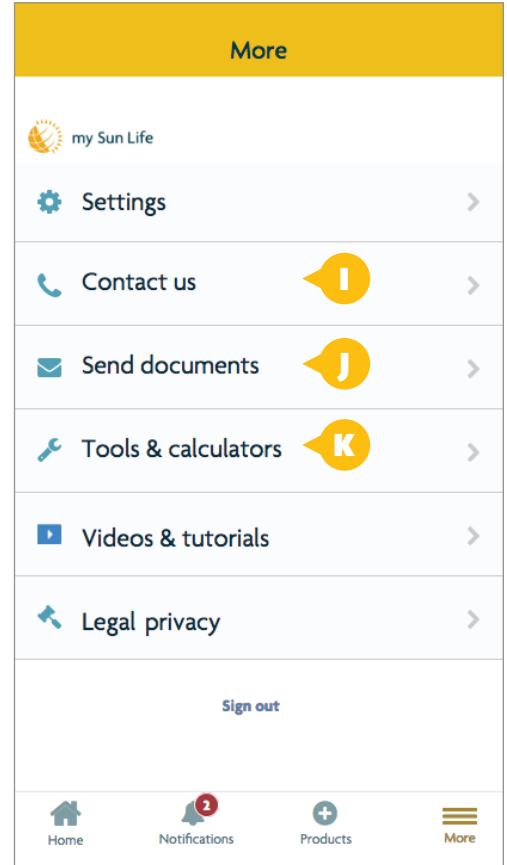 More
my Sun Life
Settings
Contact us I
Send documents J
Tools & calculators K
Videos & tutorials
Legal privacy
Sign out
2
Home Notifications Products More